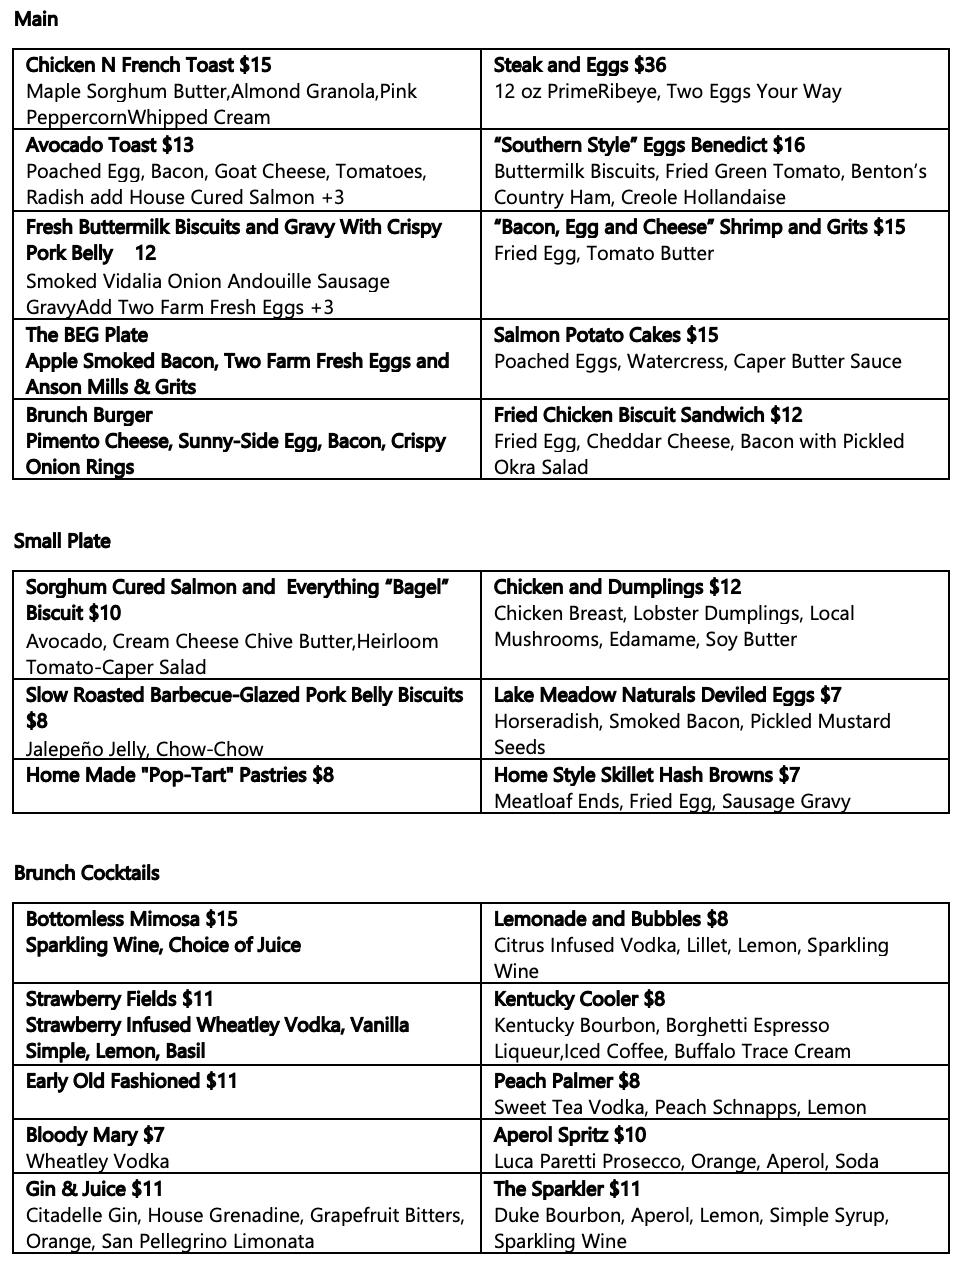 Main
Chicken N French Toast $15
Maple Sorghum Butter,Almond Granola,Pink
PeppercornWhipped Cream
Steak and Eggs $36
12 oz PrimeRibeye, Two Eggs Your Way
Avocado Toast $13
Poached Egg, Bacon, Goat Cheese, Tomatoes,
Radish add House Cured Salmon +3
“Southern Style” Eggs Benedict $16
Buttermilk Biscuits, Fried Green Tomato, Benton’s
Country Ham, Creole Hollandaise
Fresh Buttermilk Biscuits and Gravy With Crispy
Pork Belly    12
Smoked Vidalia Onion Andouille Sausage
GravyAdd Two Farm Fresh Eggs +3
“Bacon, Egg and Cheese” Shrimp and Grits $15
Fried Egg, Tomato Butter
The BEG Plate
Apple Smoked Bacon, Two Farm Fresh Eggs and
Anson Mills & Grits
Salmon Potato Cakes $15
Poached Eggs, Watercress, Caper Butter Sauce
Brunch Burger
Pimento Cheese, Sunny-Side Egg, Bacon, Crispy
Onion Rings
Fried Chicken Biscuit Sandwich $12
Fried Egg, Cheddar Cheese, Bacon with Pickled
Okra Salad
Small Plate
Sorghum Cured Salmon and  Everything “Bagel”
Biscuit $10
Avocado, Cream Cheese Chive Butter,Heirloom
Tomato-Caper Salad
Chicken and Dumplings $12
Chicken Breast, Lobster Dumplings, Local
Mushrooms, Edamame, Soy Butter
Slow Roasted Barbecue-Glazed Pork Belly Biscuits
$8
Jalepeño Jelly, Chow-Chow
Lake Meadow Naturals Deviled Eggs $7
Horseradish, Smoked Bacon, Pickled Mustard
Seeds
Home Made "Pop-Tart" Pastries $8
Home Style Skillet Hash Browns $7
Meatloaf Ends, Fried Egg, Sausage Gravy
Brunch Cocktails
Bottomless Mimosa $15
Sparkling Wine, Choice of Juice
Lemonade and Bubbles $8
Citrus Infused Vodka, Lillet, Lemon, Sparkling
Wine
Strawberry Fields $11
Strawberry Infused Wheatley Vodka, Vanilla
Simple, Lemon, Basil
Kentucky Cooler $8
Kentucky Bourbon, Borghetti Espresso
Liqueur,Iced Coffee, Buffalo Trace Cream
Early Old Fashioned $11
Peach Palmer $8
Sweet Tea Vodka, Peach Schnapps, Lemon
Bloody Mary $7
Wheatley Vodka
Aperol Spritz $10
Luca Paretti Prosecco, Orange, Aperol, Soda
Gin & Juice $11
Citadelle Gin, House Grenadine, Grapefruit Bitters,
Orange, San Pellegrino Limonata
The Sparkler $11
Duke Bourbon, Aperol, Lemon, Simple Syrup,
Sparkling Wine